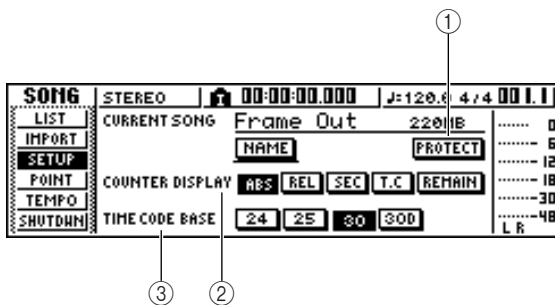 ①
SONG STEREO 00:00:00.000 ♩=120.0 4/4 001.1
LIST CURRENT SONG Frame Out 220MB
IMPORT NAME PROTECT 6
SETUP 12
POINT COUNTER DISPLAY ABS REL SEC T.C REMAIN 18
TEMPO 30
SHUTDWN TIME CODE BASE 24 25 30 30D 48
L R
③ ②